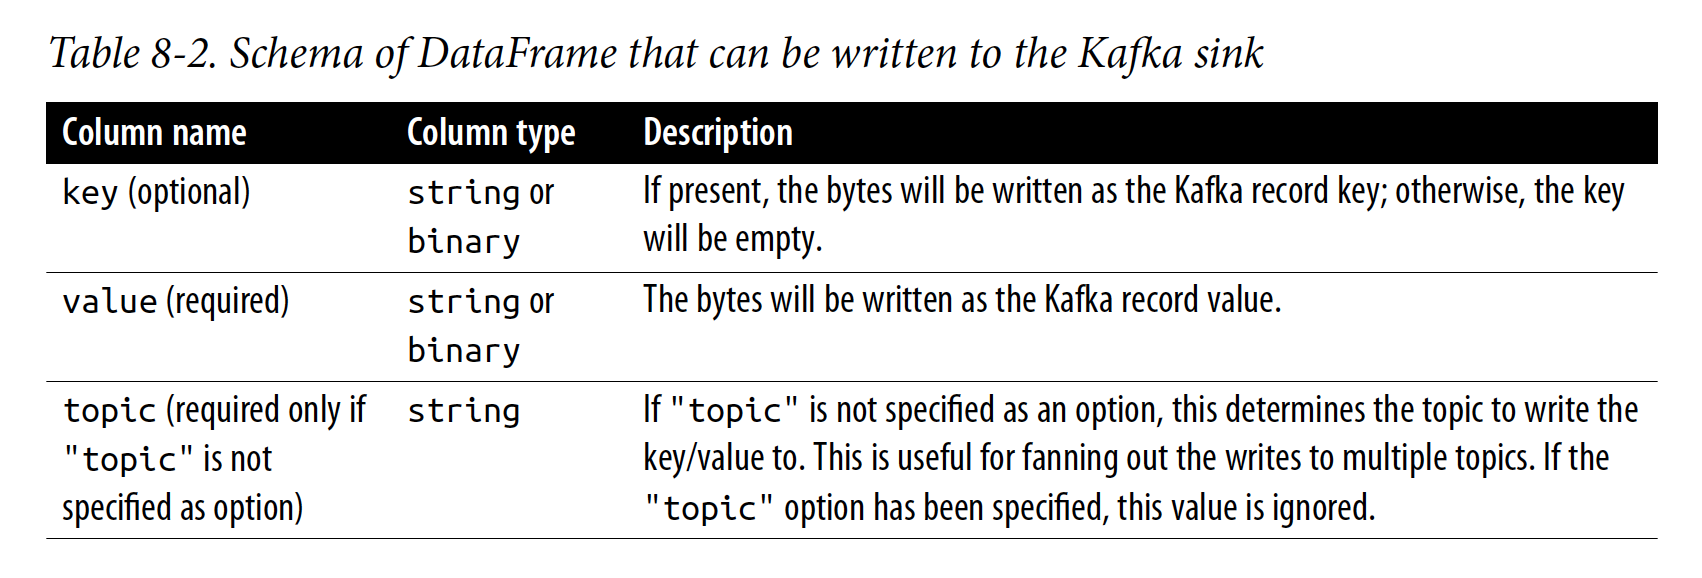 Table 8-2. Schema of DataFrame that can be written to the Kafka sink
Column name Column type Description
key (optional) string or If present, the bytes will be written as the Kafka record key; otherwise, the key
binary will be empty.
value (required) string or The bytes will be written as the Kafka record value.
binary
topic (required only if string If "topic" is not specified as an option, this determines the topic to write the
"topic" is not key/value to. This is useful for fanning out the writes to multiple topics. If the
specified as option) "topic" option has been specified, this value is ignored.